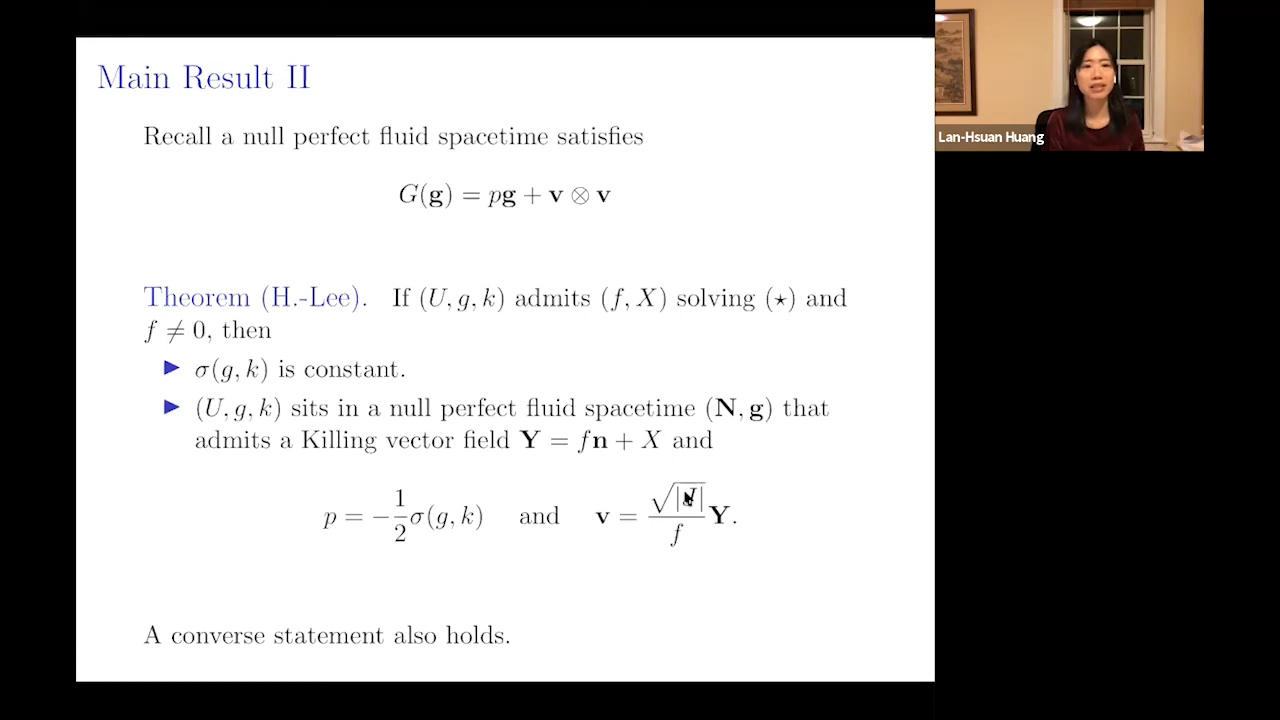 Main Result II
Recall a null perfect fluid spacetime satisfies
G(𝐠) = p𝐠 + 𝐯 ⊗ 𝐯
Theorem (H.-Lee). If (U, g, k) admits (f, X) solving (⋆) and
f ≠ 0, then
▶ σ(g, k) is constant.
▶ (U, g, k) sits in a null perfect fluid spacetime (𝐍, 𝐠) that
admits a Killing vector field 𝐘 = f𝐧 + X and
p = −1/2 σ(g, k) and 𝐯 = √|J|/f 𝐘.
A converse statement also holds.
Lan-Hsuan Huang